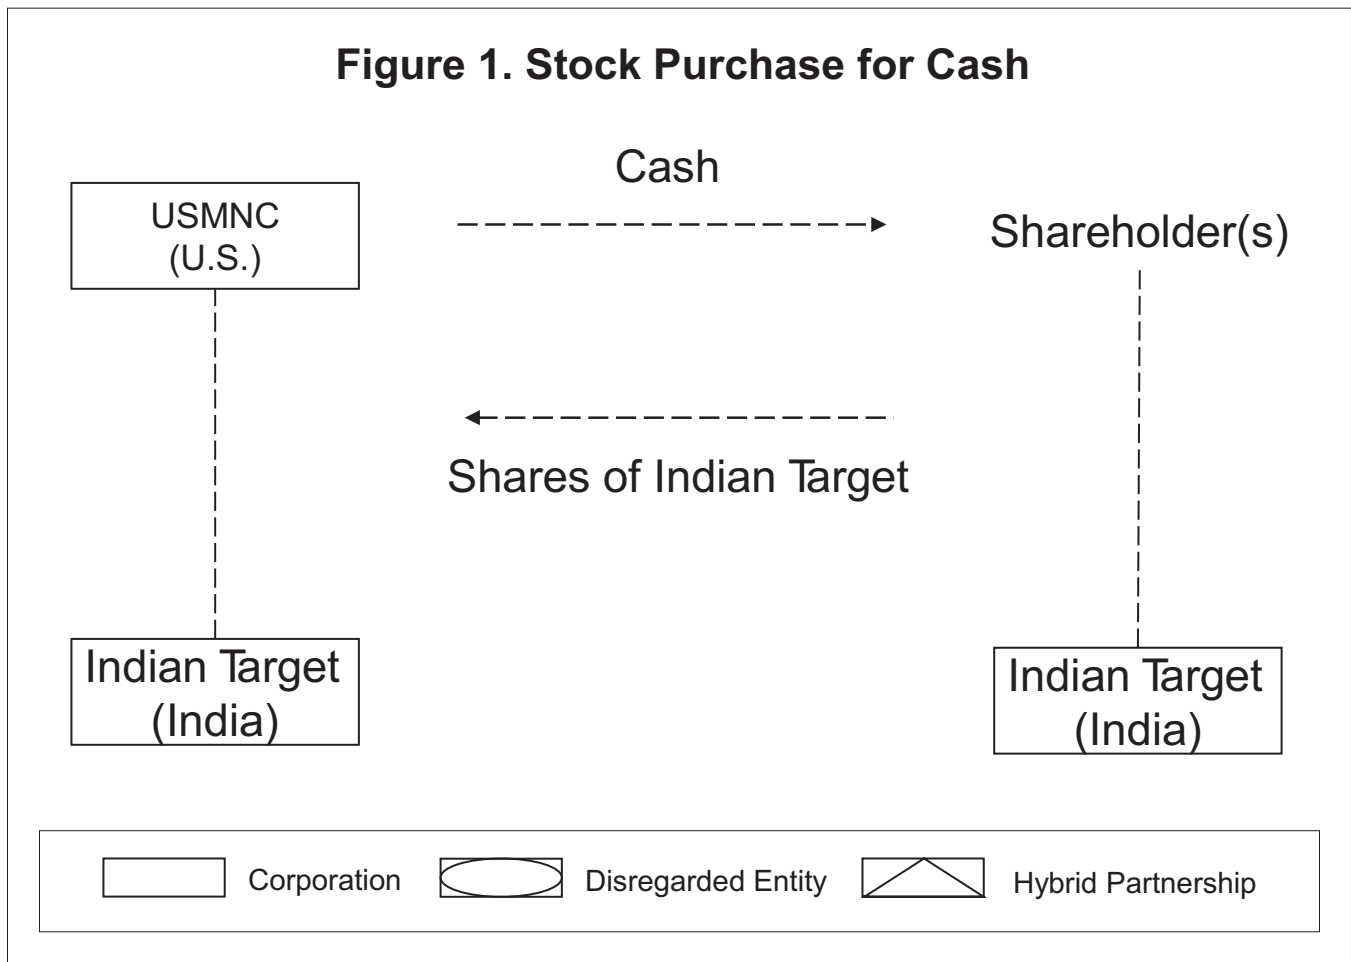 Figure 1. Stock Purchase for Cash
Cash
USMNC
(U.S.)
Shareholder(s)
Shares of Indian Target
Indian Target
(India)
Indian Target
(India)
Corporation
Disregarded Entity
Hybrid Partnership